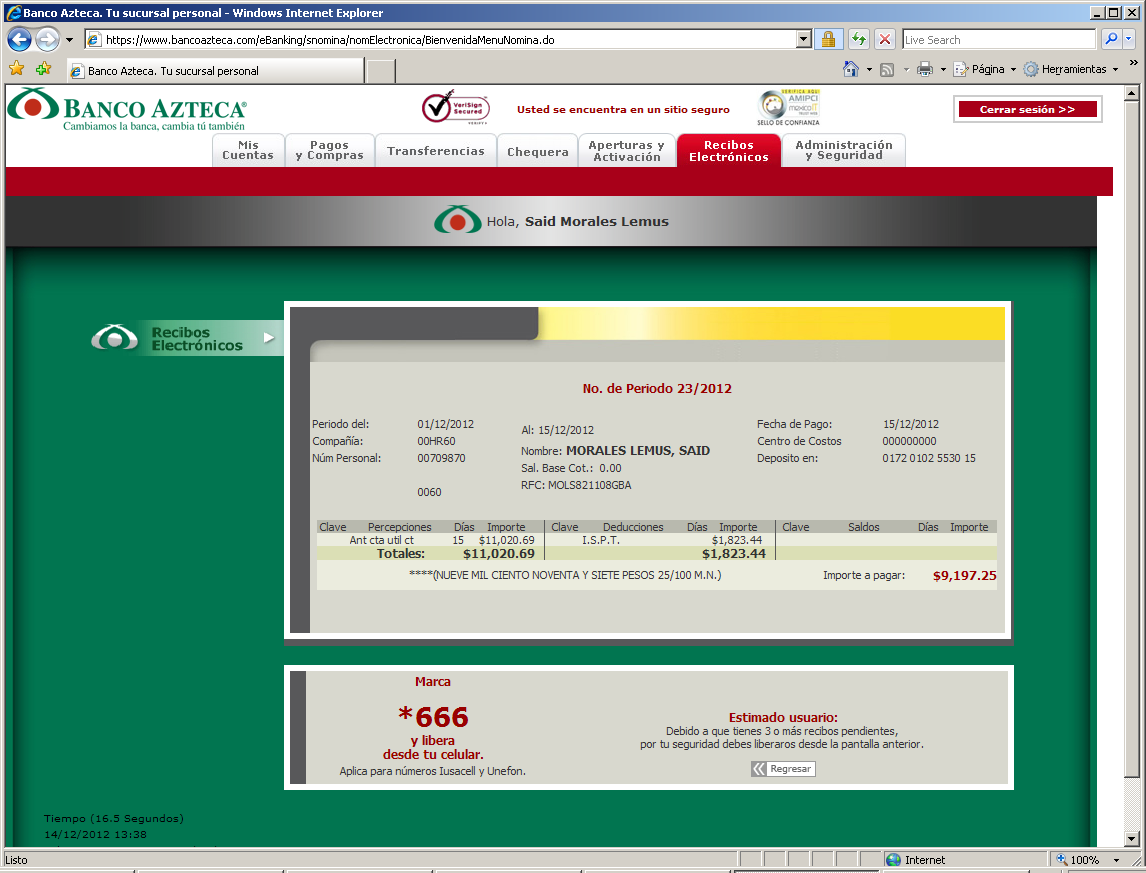 Banco Azteca. Tu sucursal personal - Windows Internet Explorer
https://www.bancoazteca.com/eBanking/snomina/nomElectronica/BienvenidaMenuNomina.do
Live Search
Banco Azteca. Tu sucursal personal
Página
Herramientas
BANCO AZTECA
Cambiamos la banca, cambia tú también
VeriSign Secured
VERIFY
Usted se encuentra en un sitio seguro
VERIFICA AQUÍ
AMIPCI
SELLO DE CONFIANZA
Cerrar sesión >>
Mis Cuentas
Pagos y Compras
Transferencias
Chequera
Aperturas y Activación
Recibos Electrónicos
Administración y Seguridad
Hola, Said Morales Lemus
Recibos
Electrónicos
No. de Periodo 23/2012
Periodo del: 01/12/2012 Al: 15/12/2012 Fecha de Pago: 15/12/2012
Compañía: 00HR60 Nombre: MORALES LEMUS, SAID Centro de Costos 000000000
Núm Personal: 00709870 Sal. Base Cot.: 0.00 Deposito en: 0172 0102 5530 15
0060 RFC: MOLS821108GBA
Clave Percepciones Días Importe Clave Deducciones Días Importe Clave Saldos Días Importe
Ant cta util ct 15 $11,020.69 I.S.P.T. $1,823.44
Totales: $11,020.69 $1,823.44
****(NUEVE MIL CIENTO NOVENTA Y SIETE PESOS 25/100 M.N.) Importe a pagar: $9,197.25
Marca
*666
y libera
desde tu celular.
Aplica para números Iusacell y Unefon.
Estimado usuario:
Debido a que tienes 3 o más recibos pendientes,
por tu seguridad debes liberaros desde la pantalla anterior.
Regresar
Tiempo (16.5 Segundos)
14/12/2012 13:38
Listo
Internet
100%